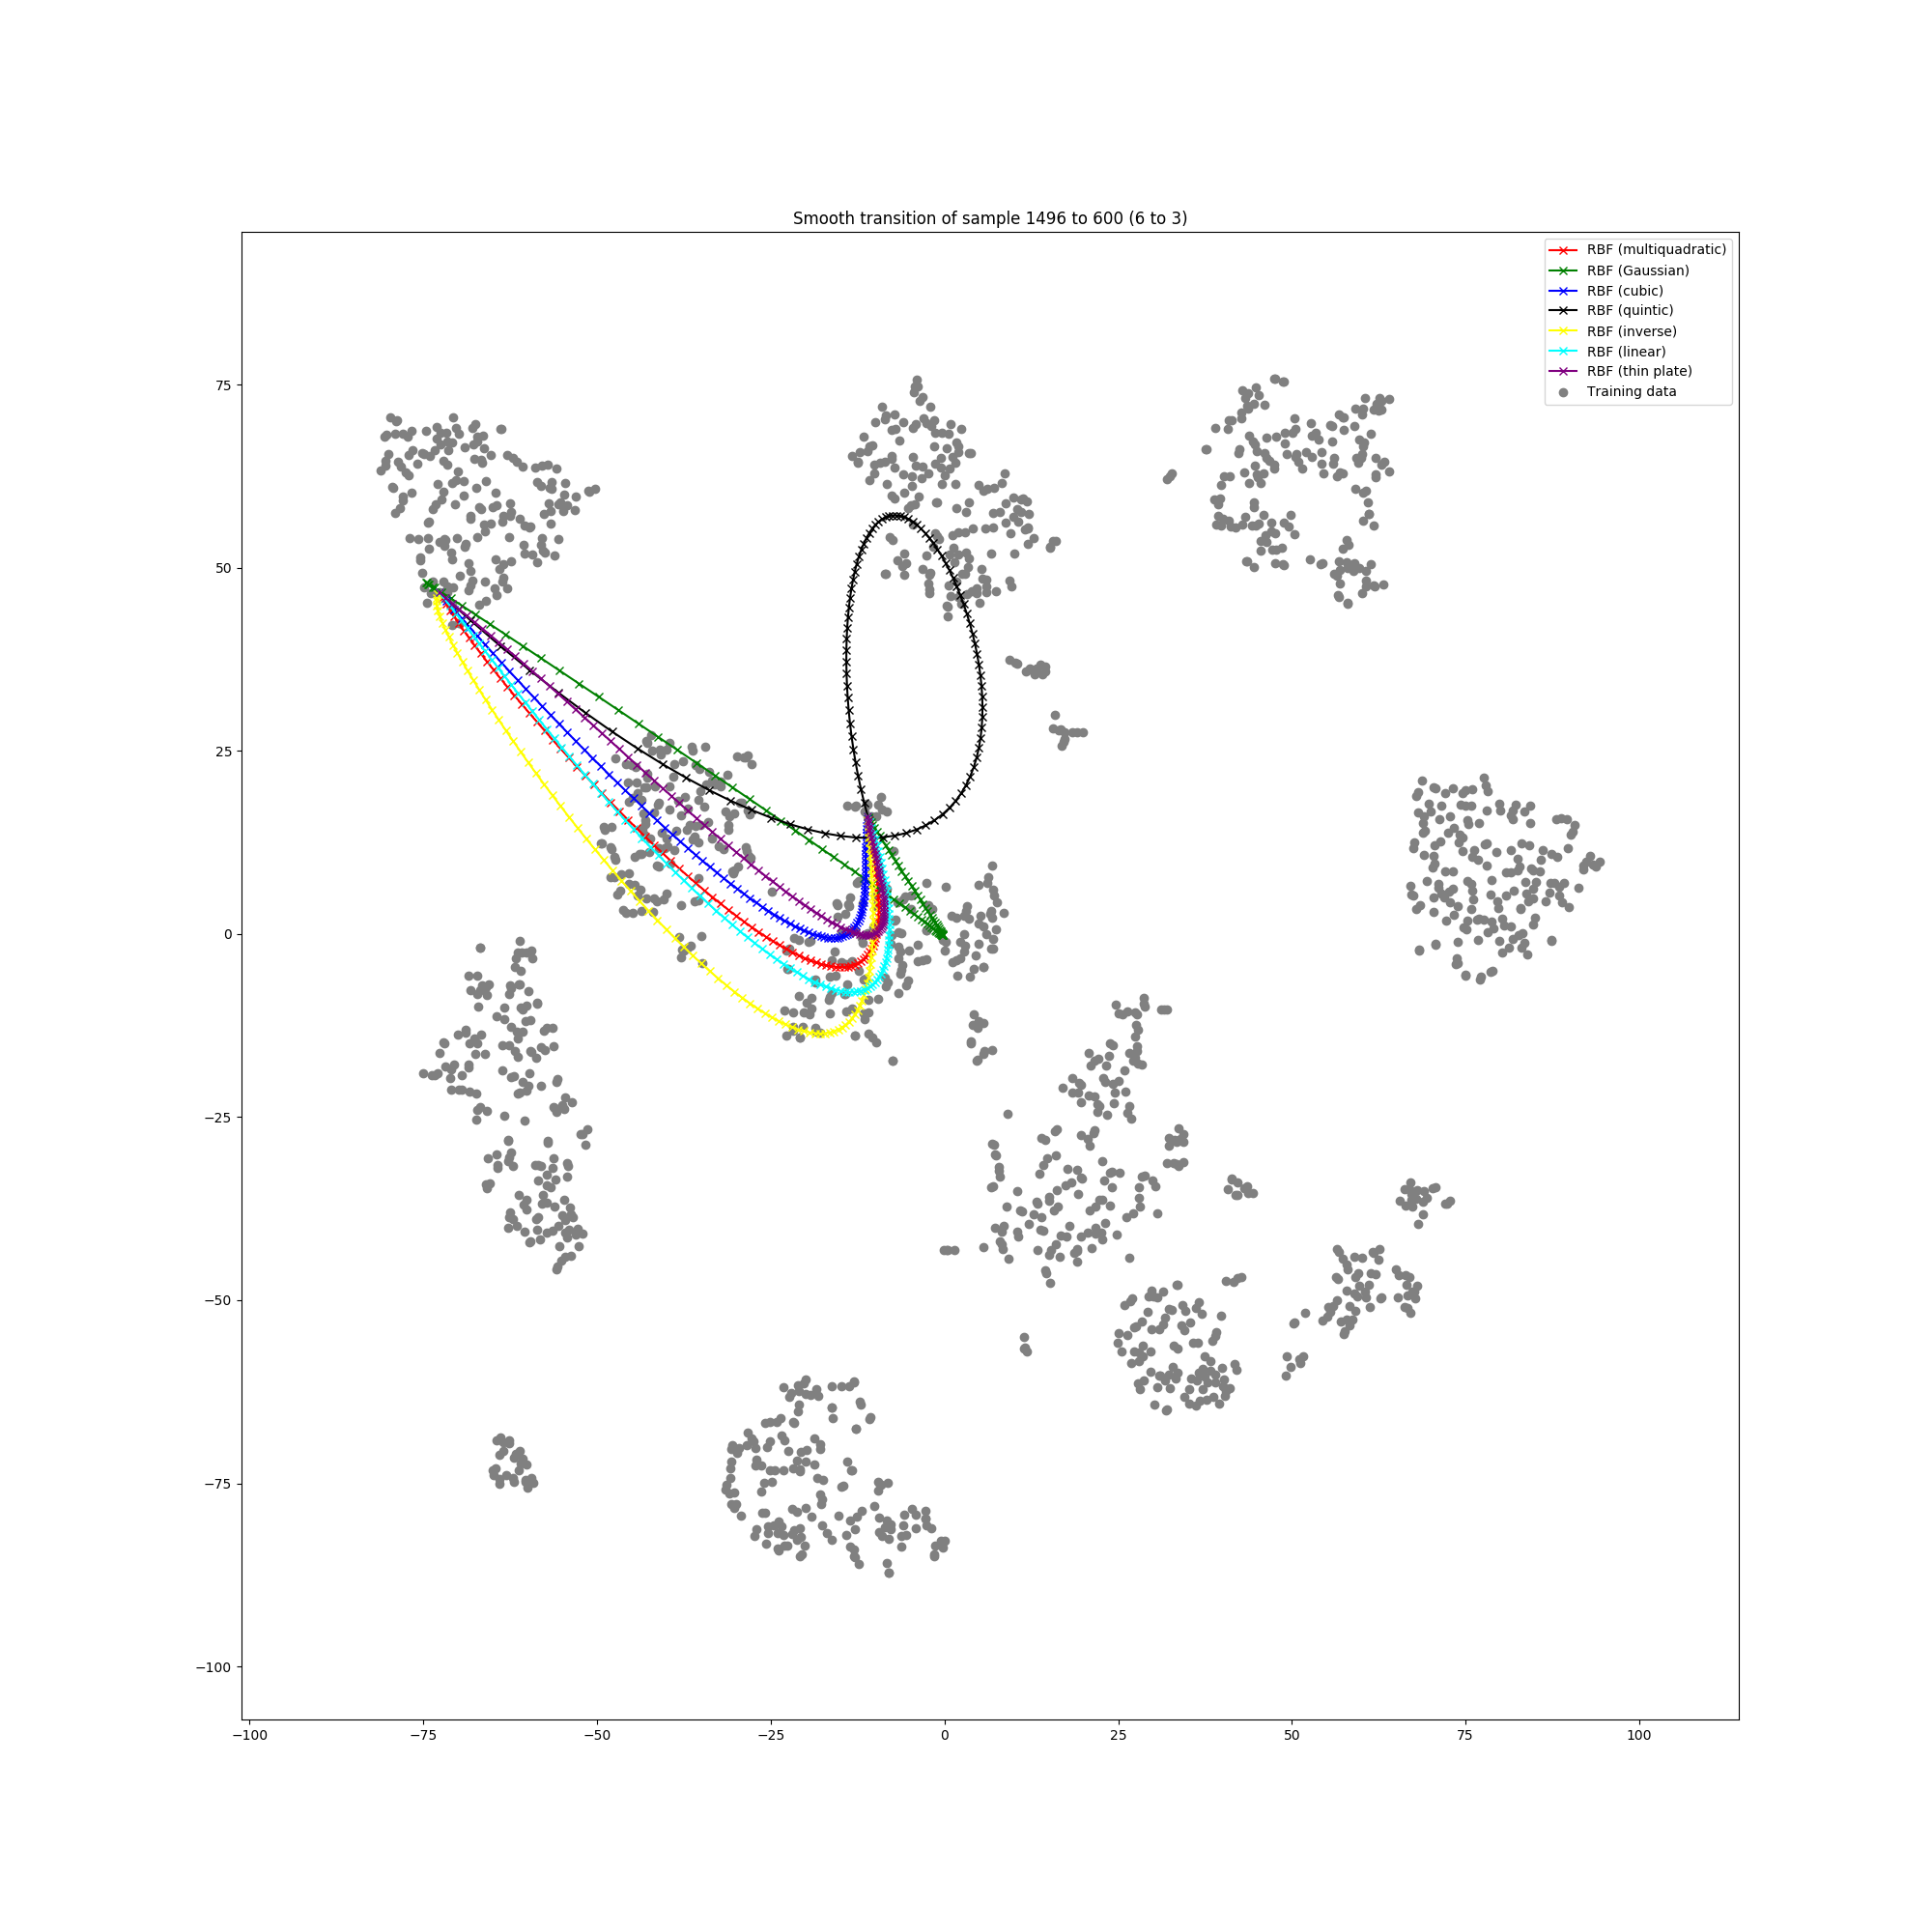 Smooth transition of sample 1496 to 600 (6 to 3)
RBF (multiquadratic)
RBF (Gaussian)
RBF (cubic)
RBF (quintic)
RBF (inverse)
RBF (linear)
RBF (thin plate)
Training data
75
50
25
0
−25
−50
−75
−100
−100 −75 −50 −25 0 25 50 75 100